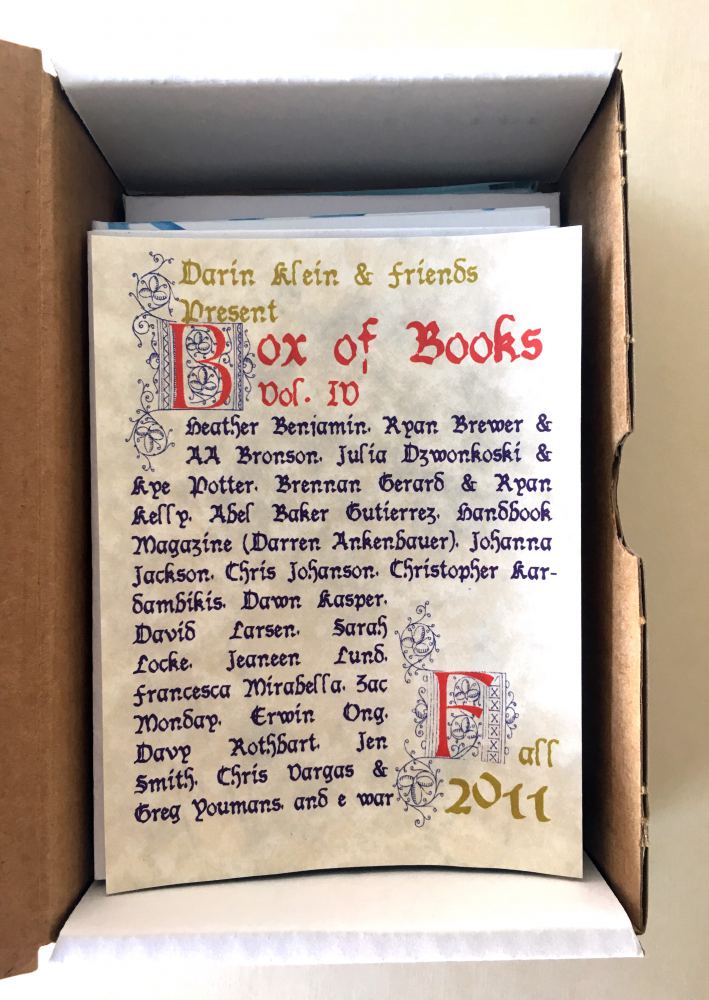 Darin Klein & friends
Present
Box of Books
Vol. IV
Heather Benjamin. Ryan Brewer &
AA Bronson. Julia Dzwonkoski &
Kye Potter. Brennan Gerard & Ryan
Kelly. Abel Baker Gutierrez. Handbook
Magazine (Darren Ankenbauer). Johanna
Jackson. Chris Johanson. Christopher Kar-
dambikis. Dawn Kasper.
David Larsen. Sarah
Locke. Jeaneen Lund.
Francesca Mirabella. Zac
Monday. Erwin Ong.
Davy Rothbart. Jen
Smith. Chris Vargas &
Greg Youmans. and e war
Fall
2011